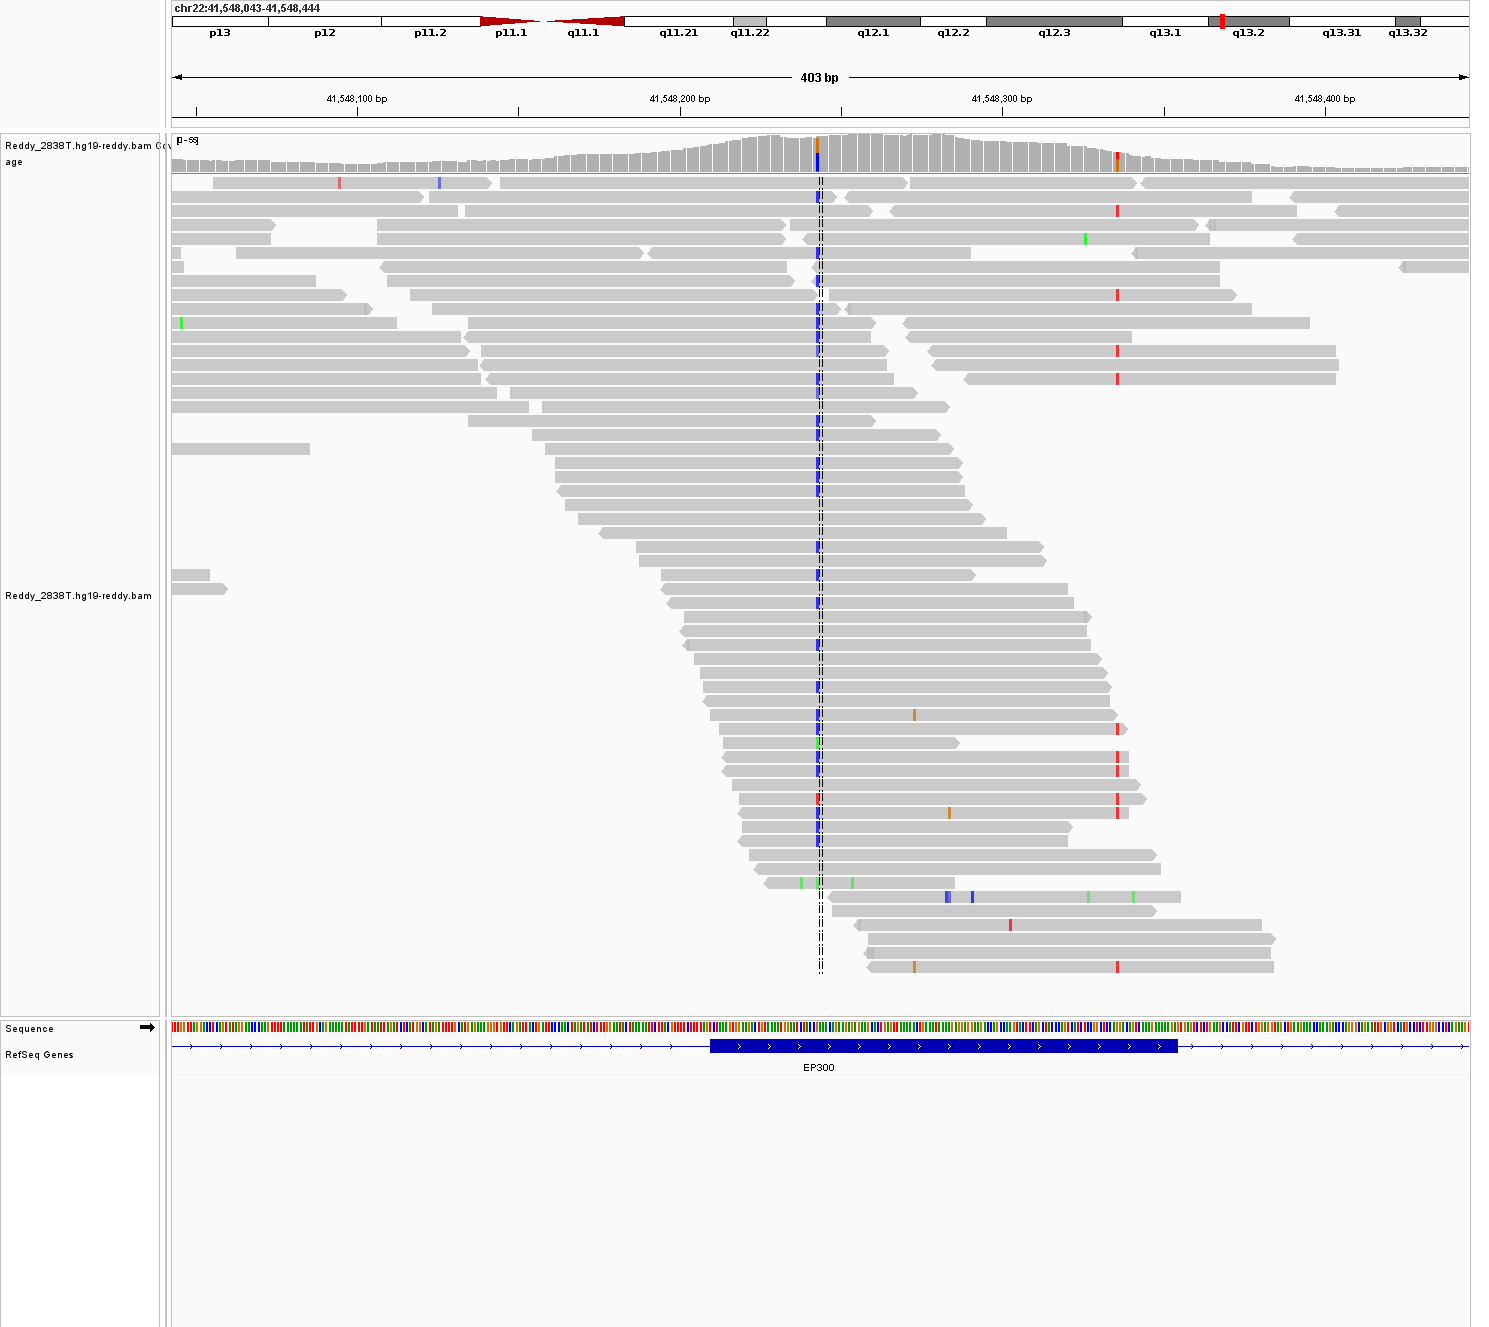 chr22:41,548,043-41,548,444
p13 p12 p11.2 p11.1 q11.1 q11.21 q11.22 q12.1 q12.2 q12.3 q13.1 q13.2 q13.31 q13.32
403 bp
41,548,100 bp 41,548,200 bp 41,548,300 bp 41,548,400 bp
Reddy_2838T.hg19-reddy.bam Cov
age
Reddy_2838T.hg19-reddy.bam
Sequence
RefSeq Genes
EP300